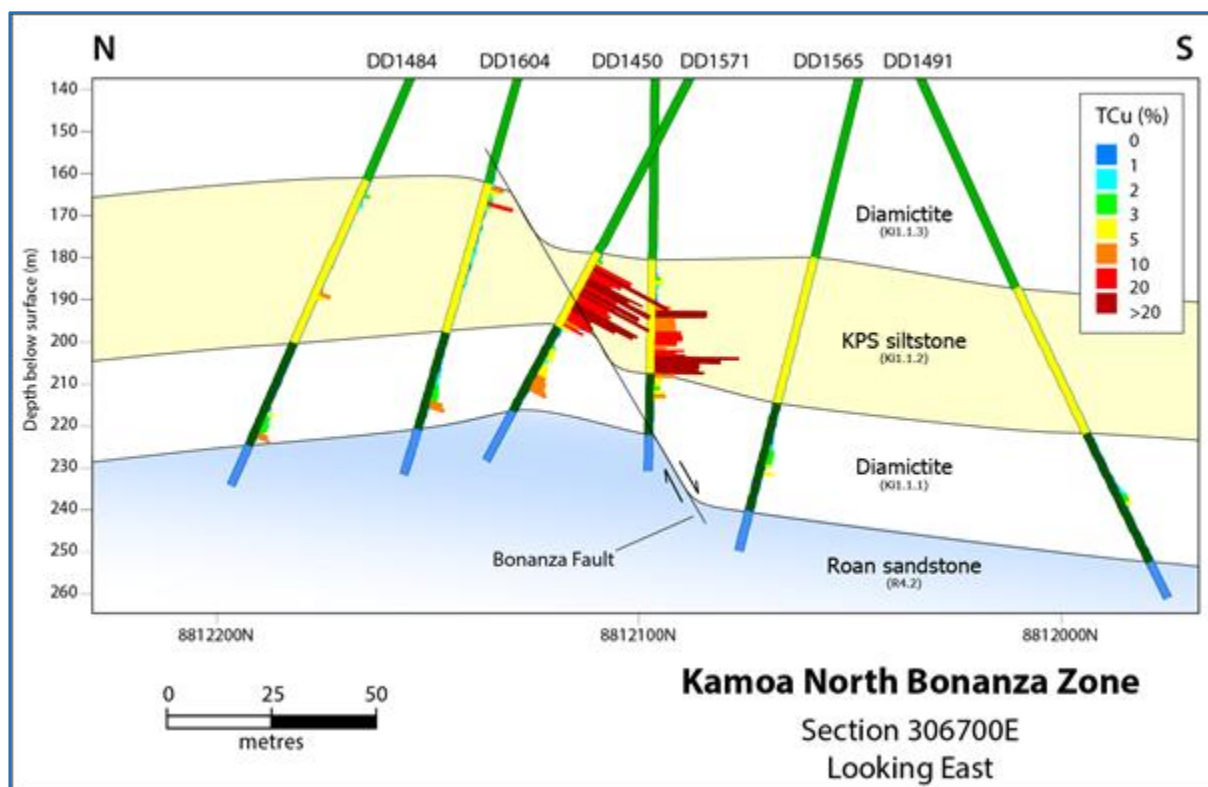 N
S
DD1484 DD1604 DD1450 DD1571 DD1565 DD1491
140
150
160
170
180
190
200
210
220
230
240
250
260
Depth below surface (m)
TCu (%)
0
1
2
3
5
10
20
>20
Diamictite
(Ki1.1.3)
KPS siltstone
(Ki1.1.2)
Diamictite
(Ki1.1.1)
Roan sandstone
(R4.2)
Bonanza Fault
8812200N 8812100N 8812000N
0 25 50
metres
Kamoa North Bonanza Zone
Section 306700E
Looking East